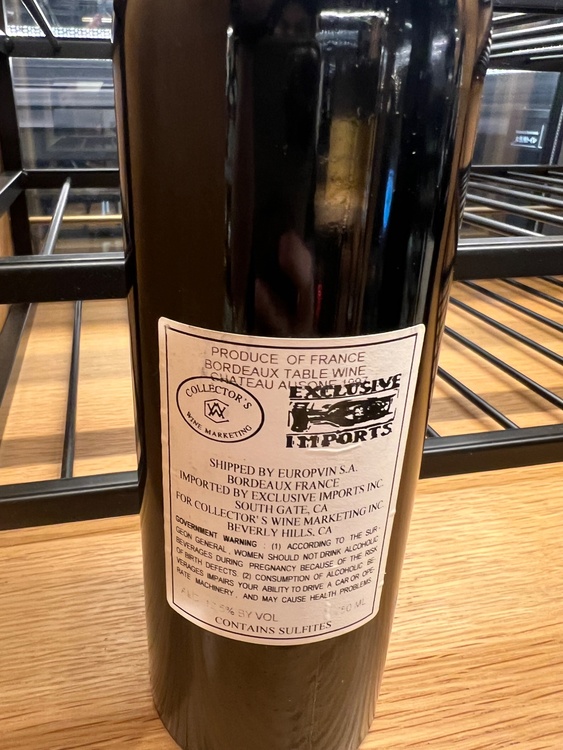 PRODUCE OF FRANCE
BORDEAUX TABLE WINE
CHATEAU AUSONE
COLLECTOR'S
WINE MARKETING
EXCLUSIVE
IMPORTS
SHIPPED BY EUROPVIN S.A.
BORDEAUX FRANCE
IMPORTED BY EXCLUSIVE IMPORTS INC.
SOUTH GATE, CA
FOR COLLECTOR'S WINE MARKETING INC.
BEVERLY HILLS, CA
GOVERNMENT WARNING : (1) ACCORDING TO THE SUR-
GEON GENERAL , WOMEN SHOULD NOT DRINK ALCOHOLIC
BEVERAGES DURING PREGNANCY BECAUSE OF THE RISK
OF BIRTH DEFECTS (2) CONSUMPTION OF ALCOHOLIC BE-
VERAGES IMPAIRS YOUR ABILITY TO DRIVE A CAR OR OPE-
RATE MACHINERY , AND MAY CAUSE HEALTH PROBLEMS.
% BY VOL 750 ML
CONTAINS SULFITES